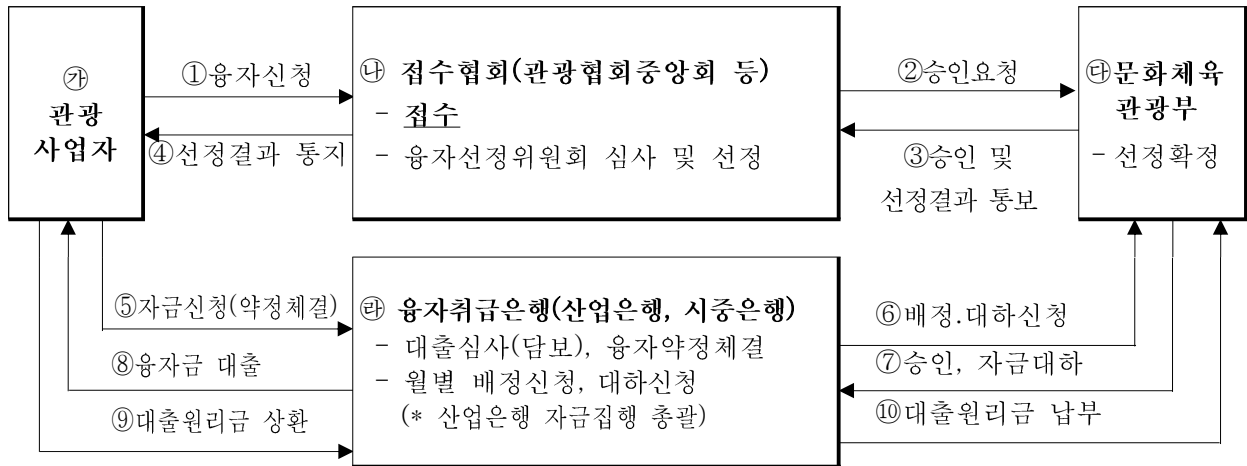 ㉮
관광
사업자
①융자신청
④선정결과 통지
㉯ 접수협회(관광협회중앙회 등)
- 접수
- 융자선정위원회 심사 및 선정
②승인요청
③승인 및
선정결과 통보
㉰문화체육
관광부
- 선정확정
⑤자금신청(약정체결)
⑧융자금 대출
⑨대출원리금 상환
㉱ 융자취급은행(산업은행, 시중은행)
- 대출심사(담보), 융자약정체결
- 월별 배정신청, 대하신청
(* 산업은행 자금집행 총괄)
⑥배정.대하신청
⑦승인, 자금대하
⑩대출원리금 납부